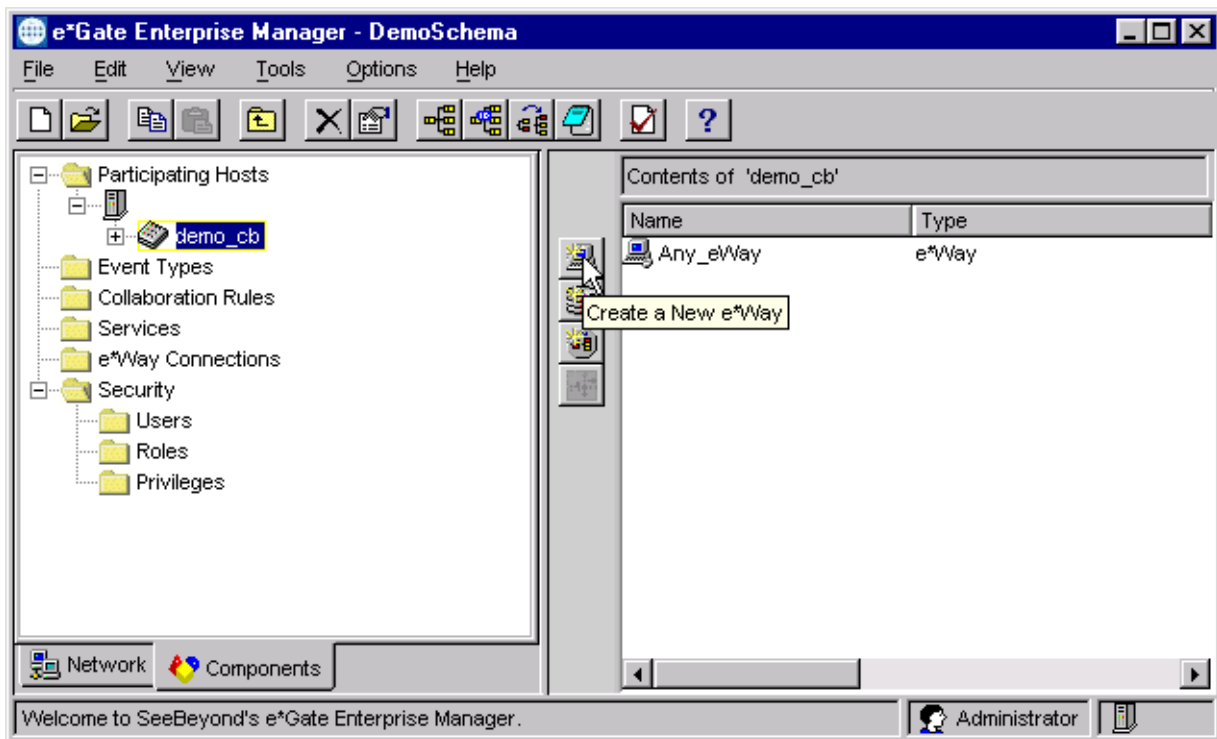 e*Gate Enterprise Manager - DemoSchema
File Edit View Tools Options Help
?
Participating Hosts
demo_cb
Event Types
Collaboration Rules
Services
e*Way Connections
Security
Users
Roles
Privileges
Network
Components
Contents of 'demo_cb'
Name Type
Any_eWay e*Way
Create a New e*Way
Welcome to SeeBeyond's e*Gate Enterprise Manager.
Administrator